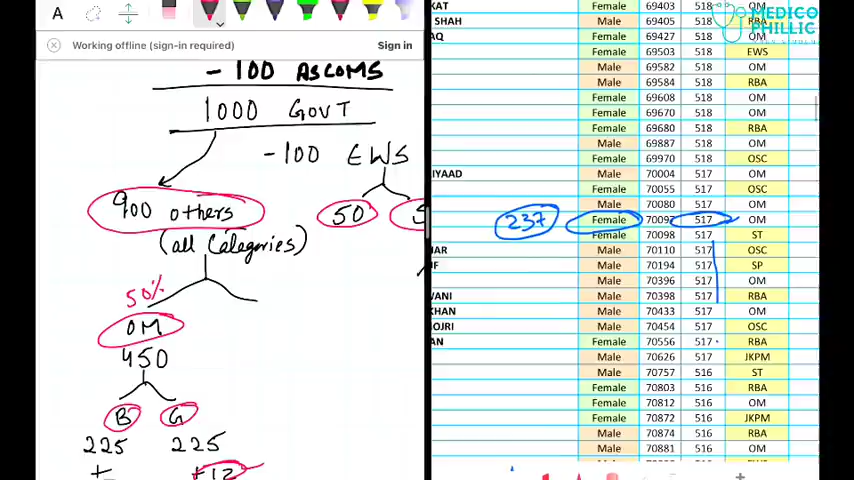 A
Working offline (sign-in required)
Sign in
MEDICO
PHILLIC
- 100 ASCOMS
1000 GOVT
-100 EWS
900 others
50
(all Categories)
50%
OM
450
B G
225 225
+ +12
237
KAT Female 69403 518 OM
SHAH Male 69405 518 RBA
AQ Female 69427 518 OM
Female 69503 518 EWS
Male 69582 518 OM
Male 69584 518 RBA
Female 69608 518 OM
Female 69670 518 OM
Female 69680 518 RBA
Male 69887 518 OM
Female 69970 518 OSC
IYAAD Male 70004 517 OM
Female 70055 517 OSC
Male 70080 517 OM
Female 70097 517 OM
Female 70098 517 ST
JAR Male 70110 517 OSC
UF Male 70194 517 SP
Male 70396 517 OM
WANI Male 70398 517 RBA
KHAN Male 70433 517 OM
OJRI Male 70454 517 OSC
AN Male 70556 517 RBA
Male 70626 517 JKPM
Male 70757 516 ST
Female 70803 516 RBA
Female 70812 516 OM
Female 70872 516 JKPM
Male 70874 516 RBA
Male 70881 516 OM